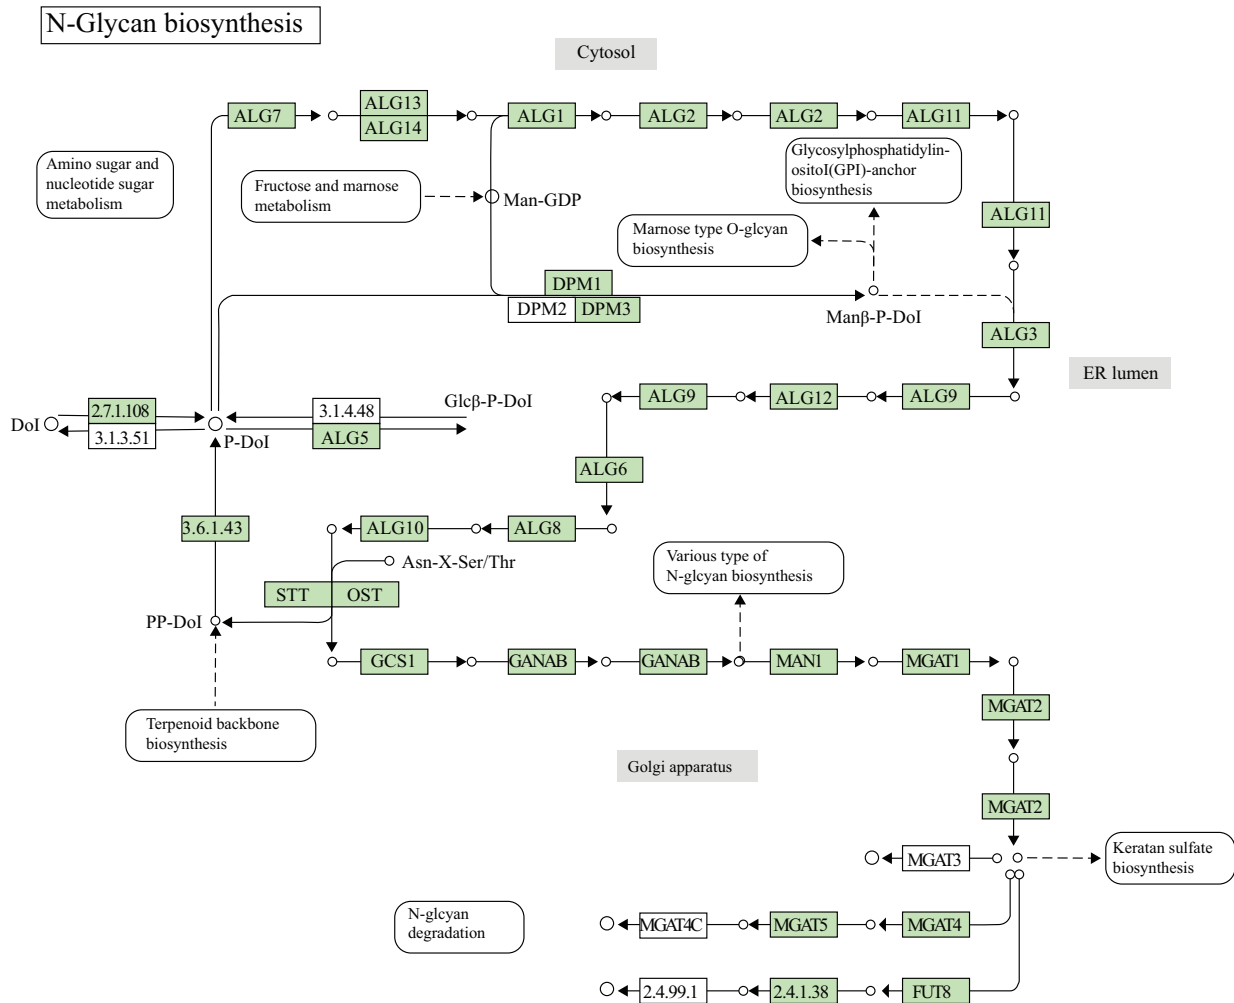 N-Glycan biosynthesis
Cytosol
ALG7
ALG13
ALG14
ALG1
ALG2
ALG2
ALG11
Amino sugar and
nucleotide sugar
metabolism
Fructose and marnose
metabolism
Man-GDP
Glycosylphosphatidylin-
ositoI(GPI)-anchor
biosynthesis
Marnose type O-glcyan
biosynthesis
ALG11
DPM1
DPM2
DPM3
Manβ-P-DoI
ALG3
ER lumen
ALG9
ALG12
ALG9
DoI
2.7.1.108
3.1.3.51
P-DoI
3.1.4.48
ALG5
Glcβ-P-DoI
ALG6
3.6.1.43
ALG10
ALG8
Asn-X-Ser/Thr
Various type of
N-glcyan biosynthesis
STT
OST
PP-DoI
GCS1
GANAB
GANAB
MAN1
MGAT1
MGAT2
Terpenoid backbone
biosynthesis
Golgi apparatus
MGAT2
MGAT3
Keratan sulfate
biosynthesis
N-glcyan
degradation
MGAT4C
MGAT5
MGAT4
2.4.99.1
2.4.1.38
FUT8